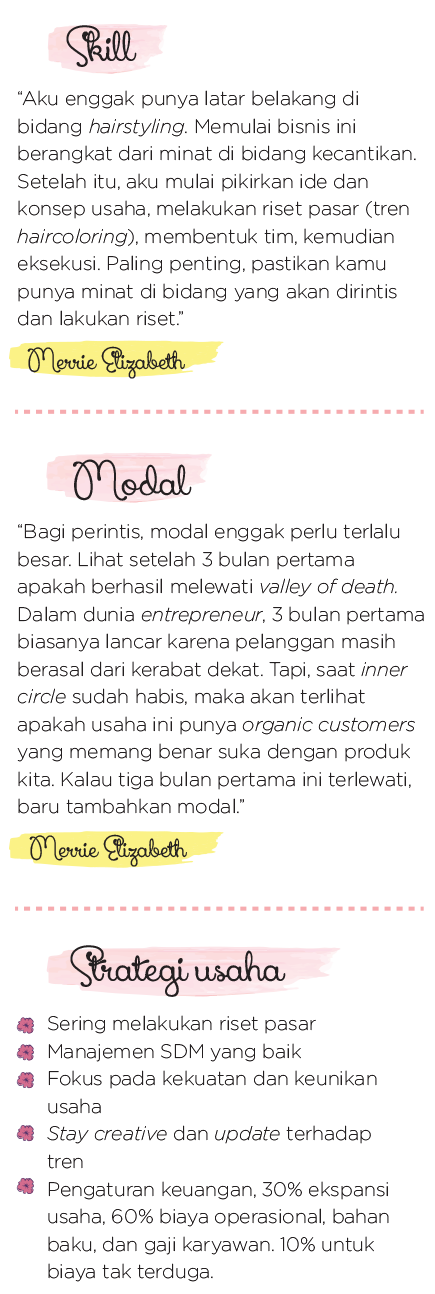 Skill
“Aku enggak punya latar belakang di
bidang hairstyling. Memulai bisnis ini
berangkat dari minat di bidang kecantikan.
Setelah itu, aku mulai pikirkan ide dan
konsep usaha, melakukan riset pasar (tren
haircoloring), membentuk tim, kemudian
eksekusi. Paling penting, pastikan kamu
punya minat di bidang yang akan dirintis
dan lakukan riset.”
Merrie Elizabeth
Modal
“Bagi perintis, modal enggak perlu terlalu
besar. Lihat setelah 3 bulan pertama
apakah berhasil melewati valley of death.
Dalam dunia entrepreneur, 3 bulan pertama
biasanya lancar karena pelanggan masih
berasal dari kerabat dekat. Tapi, saat inner
circle sudah habis, maka akan terlihat
apakah usaha ini punya organic customers
yang memang benar suka dengan produk
kita. Kalau tiga bulan pertama ini terlewati,
baru tambahkan modal.”
Merrie Elizabeth
Strategi usaha
Sering melakukan riset pasar
Manajemen SDM yang baik
Fokus pada kekuatan dan keunikan
usaha
Stay creative dan update terhadap
tren
Pengaturan keuangan, 30% ekspansi
usaha, 60% biaya operasional, bahan
baku, dan gaji karyawan. 10% untuk
biaya tak terduga.